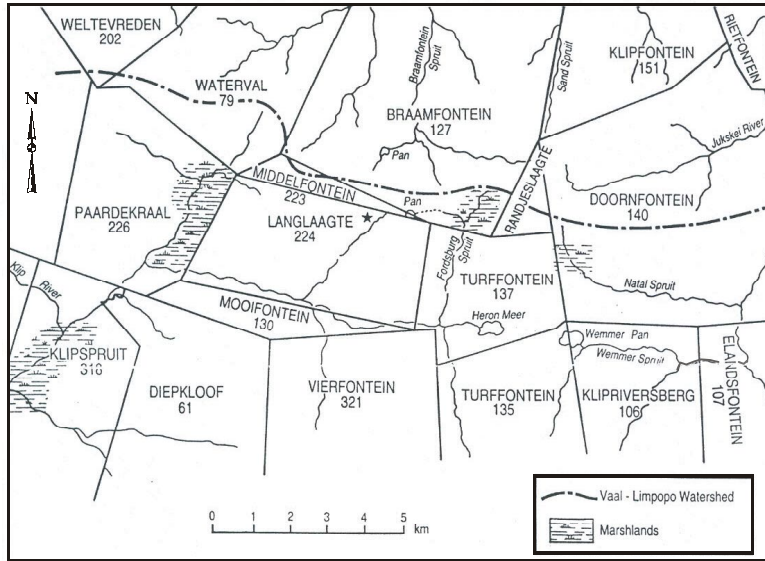 WELTEVREDEN
202
WATERVAL
79
N
Braamfontein
Spruit
BRAAMFONTEIN
127
Pan
Sand Spruit
KLIPFONTEIN
151
RIETFONTEIN
Jukskei River
MIDDELFONTEIN
223
Pan
RANDJESLAAGTE
DOORNFONTEIN
140
PAARDEKRAAL
226
LANGLAAGTE
224
Fordsburg
Spruit
TURFFONTEIN
137
Natal Spruit
Klip
River
MOOIFONTEIN
130
Heron Meer
Wemmer Pan
Wemmer Spruit
KLIPSPRUIT
318
DIEPKLOOF
61
VIERFONTEIN
321
TURFFONTEIN
135
KLIPRIVERSBERG
106
ELANDSFONTEIN
107
0 1 2 3 4 5
km
Vaal - Limpopo Watershed
Marshlands